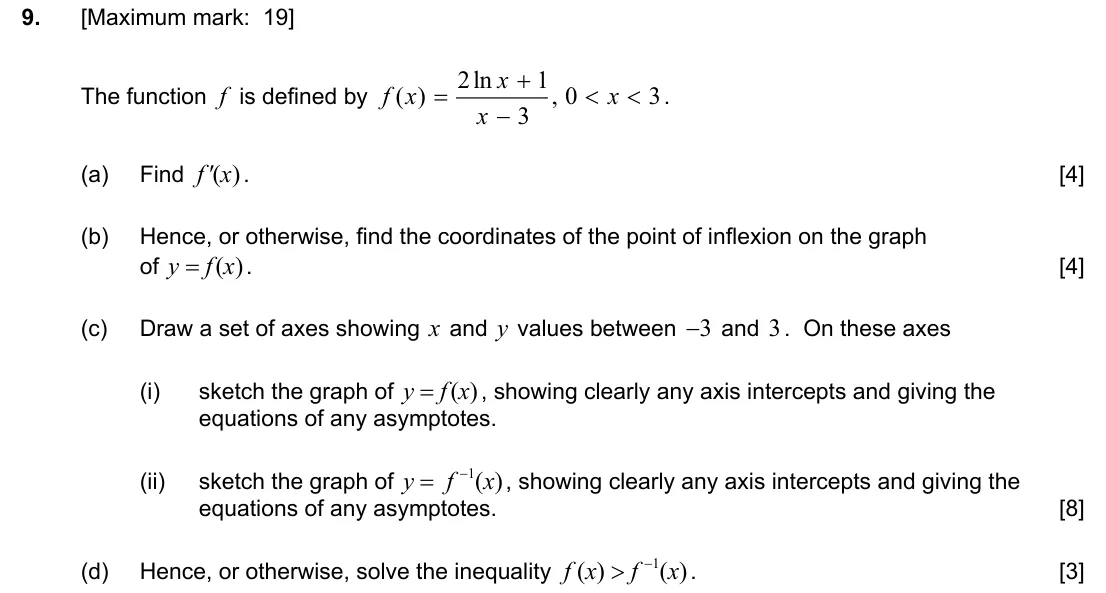 9. [Maximum mark: 19]
The function f is defined by f(x) = \frac{2 ln x + 1}{x − 3}, 0 < x < 3.
(a) Find f′(x). [4]
(b) Hence, or otherwise, find the coordinates of the point of inflexion on the graph
of y = f(x). [4]
(c) Draw a set of axes showing x and y values between −3 and 3. On these axes
(i) sketch the graph of y = f(x), showing clearly any axis intercepts and giving the
equations of any asymptotes.
(ii) sketch the graph of y = f⁻¹(x), showing clearly any axis intercepts and giving the
equations of any asymptotes. [8]
(d) Hence, or otherwise, solve the inequality f(x) > f⁻¹(x). [3]